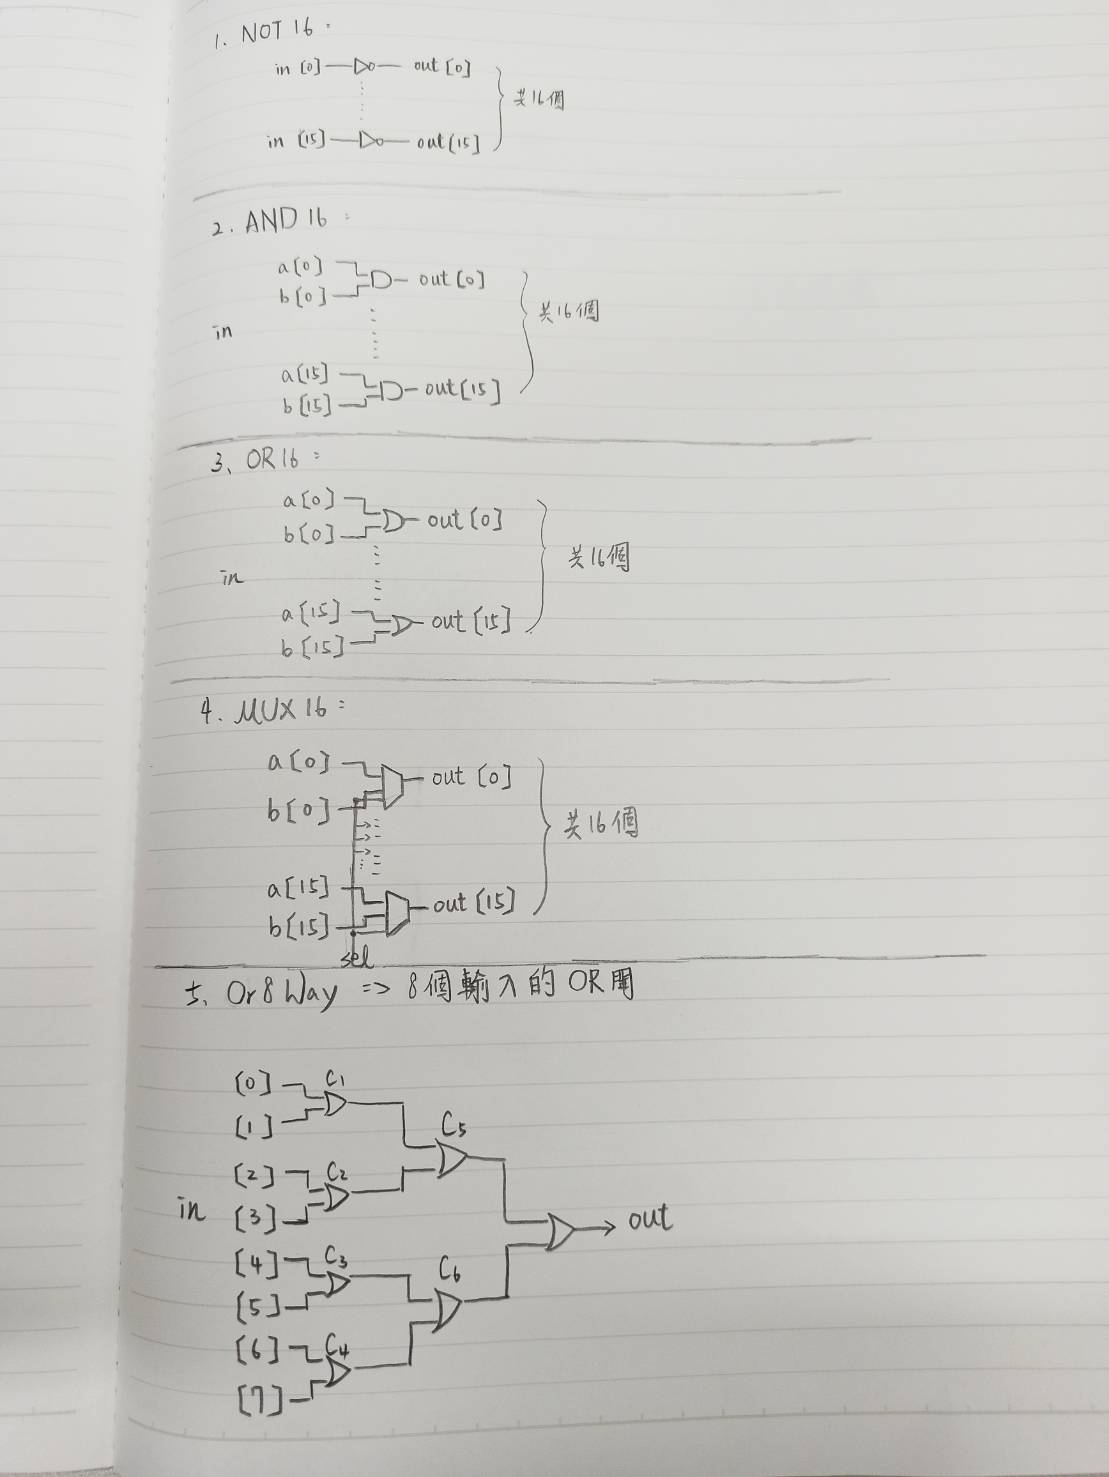 1. NOT 16 :
in [0] out [0]
共16個
in [15] out [15]
2. AND 16 :
a[0]
out [0]
b[0]
共16個
in
a[15]
out [15]
b[15]
3、OR 16 :
a[0]
out [0]
b[0]
共16個
in
a[15]
out [15]
b[15]
4. MUX 16 :
a[0]
out [0]
b[0]
共16個
a[15]
out [15]
b[15]
sel
5、Or 8 Way => 8個輸入的 OR閘
[0] C1
[1]
C5
[2] C2
in [3]
out
[4] C3
C6
[5]
[6] C4
[7]